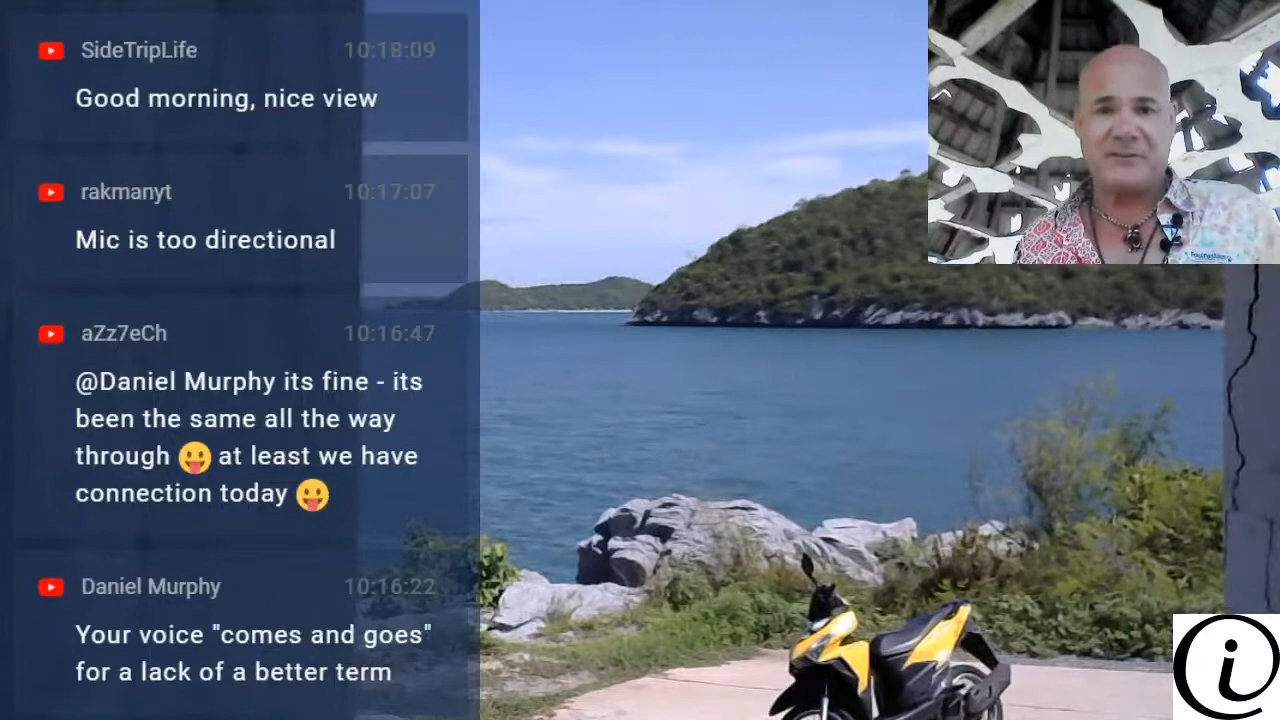 SideTripLife 10:18:09
Good morning, nice view
rakmanyt 10:17:07
Mic is too directional
aZz7eCh 10:16:47
@Daniel Murphy its fine - its
been the same all the way
through 😛 at least we have
connection today 😛
Daniel Murphy 10:16:22
Your voice "comes and goes"
for a lack of a better term
i